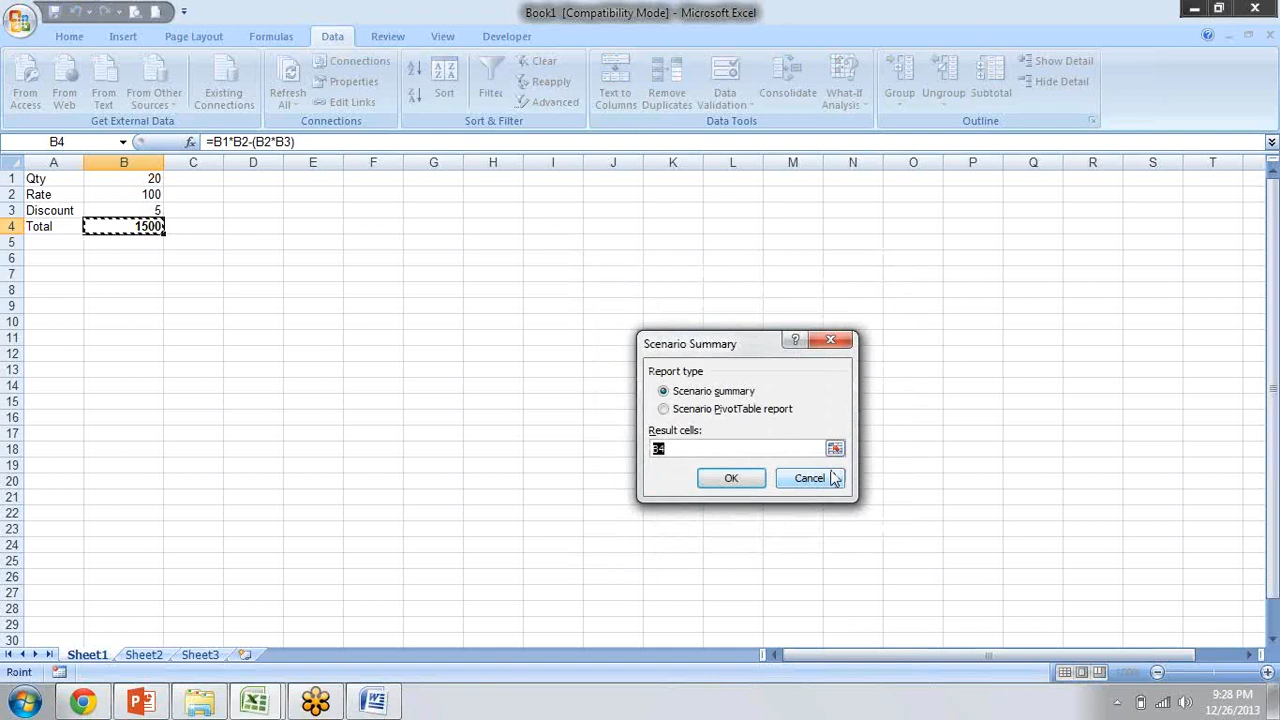 Book1 [Compatibility Mode] - Microsoft Excel
Home Insert Page Layout Formulas Data Review View Developer
From Access
From Web
From Text
From Other Sources
Existing Connections
Get External Data
Refresh All
Connections
Properties
Edit Links
Connections
Sort
Filter
Clear
Reapply
Advanced
Sort & Filter
Text to Columns
Remove Duplicates
Data Validation
Consolidate
What-If Analysis
Data Tools
Group
Ungroup
Subtotal
Show Detail
Hide Detail
Outline
B4 fx =B1*B2-(B2*B3)
A B C D E F G H I J K L M N O P Q R S T
1 Qty 20
2 Rate 100
3 Discount 5
4 Total 1500
5
6
7
8
9
10
11
12
13
14
15
16
17
18
19
20
21
22
23
24
25
26
27
28
29
30
Scenario Summary
Report type
Scenario summary
Scenario PivotTable report
Result cells:
B4
OK Cancel
Sheet1 Sheet2 Sheet3
Point
9:28 PM
12/26/2013